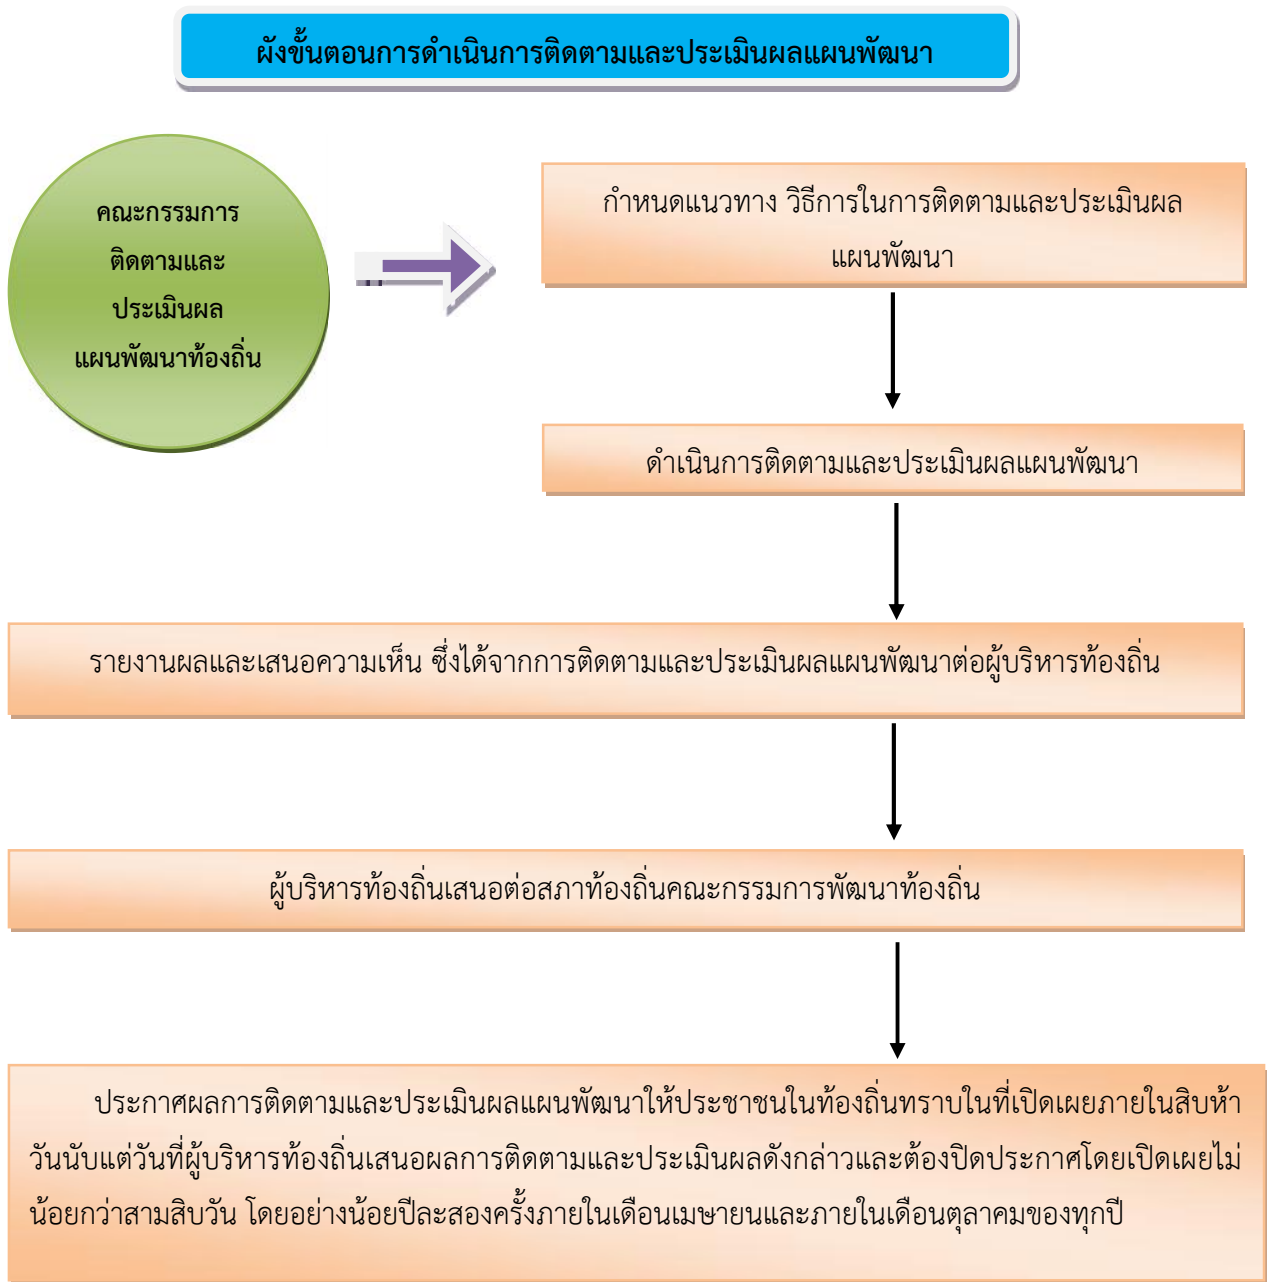 ผังขั้นตอนการดำเนินการติดตามและประเมินผลแผนพัฒนา
คณะกรรมการ
ติดตามและ
ประเมินผล
แผนพัฒนาท้องถิ่น
กำหนดแนวทาง วิธีการในการติดตามและประเมินผล
แผนพัฒนา
ดำเนินการติดตามและประเมินผลแผนพัฒนา
รายงานผลและเสนอความเห็น ซึ่งได้จากการติดตามและประเมินผลแผนพัฒนาต่อผู้บริหารท้องถิ่น
ผู้บริหารท้องถิ่นเสนอต่อสภาท้องถิ่นคณะกรรมการพัฒนาท้องถิ่น
ประกาศผลการติดตามและประเมินผลแผนพัฒนาให้ประชาชนในท้องถิ่นทราบในที่เปิดเผยภายในสิบห้า
วันนับแต่วันที่ผู้บริหารท้องถิ่นเสนอผลการติดตามและประเมินผลดังกล่าวและต้องปิดประกาศโดยเปิดเผยไม่
น้อยกว่าสามสิบวัน โดยอย่างน้อยปีละสองครั้งภายในเดือนเมษายนและภายในเดือนตุลาคมของทุกปี